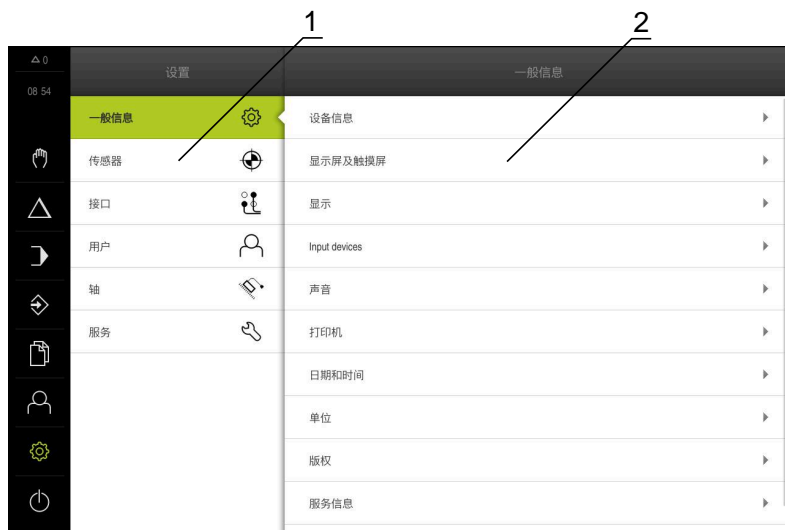 1
2
0
设置
一般信息
08 54
一般信息
设备信息
传感器
显示屏及触摸屏
接口
显示
用户
Input devices
轴
声音
服务
打印机
日期和时间
单位
版权
服务信息